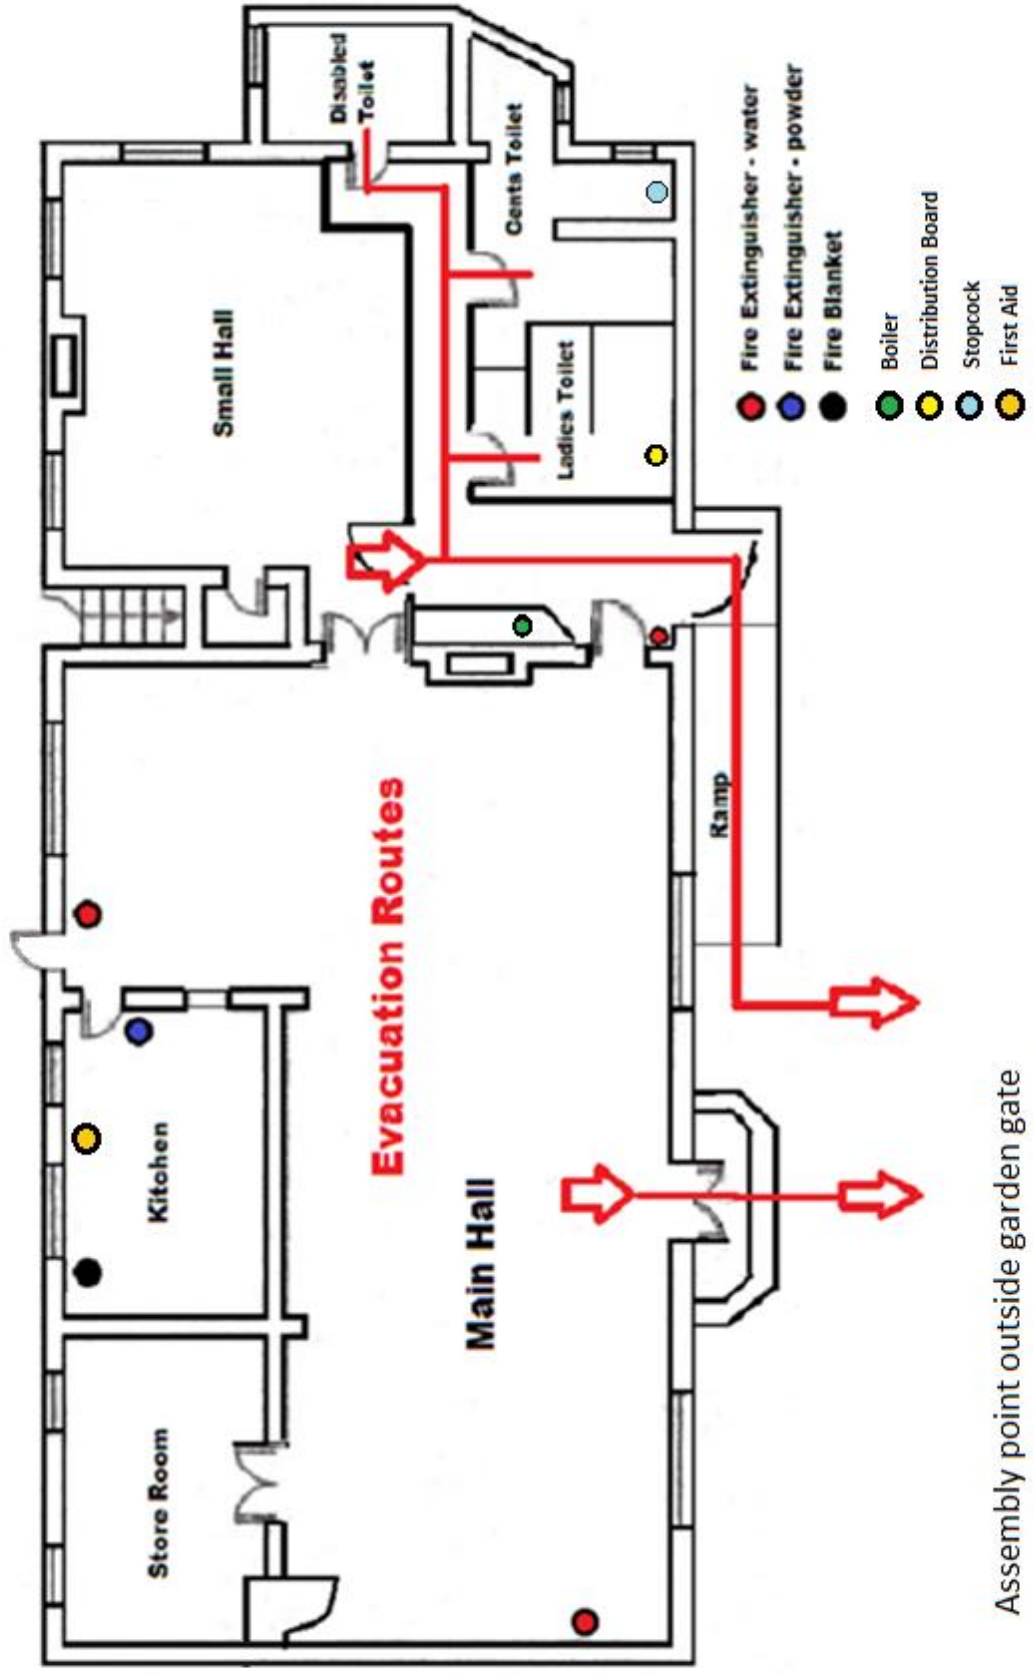 Store Room
Kitchen
Small Hall
Disabled
Toilet
Evacuation Routes
Main Hall
Gents Toilet
Ladies Toilet
Ramp
Fire Extinguisher - water
Fire Extinguisher - powder
Fire Blanket
Boiler
Distribution Board
Stopcock
First Aid
Assembly point outside garden gate